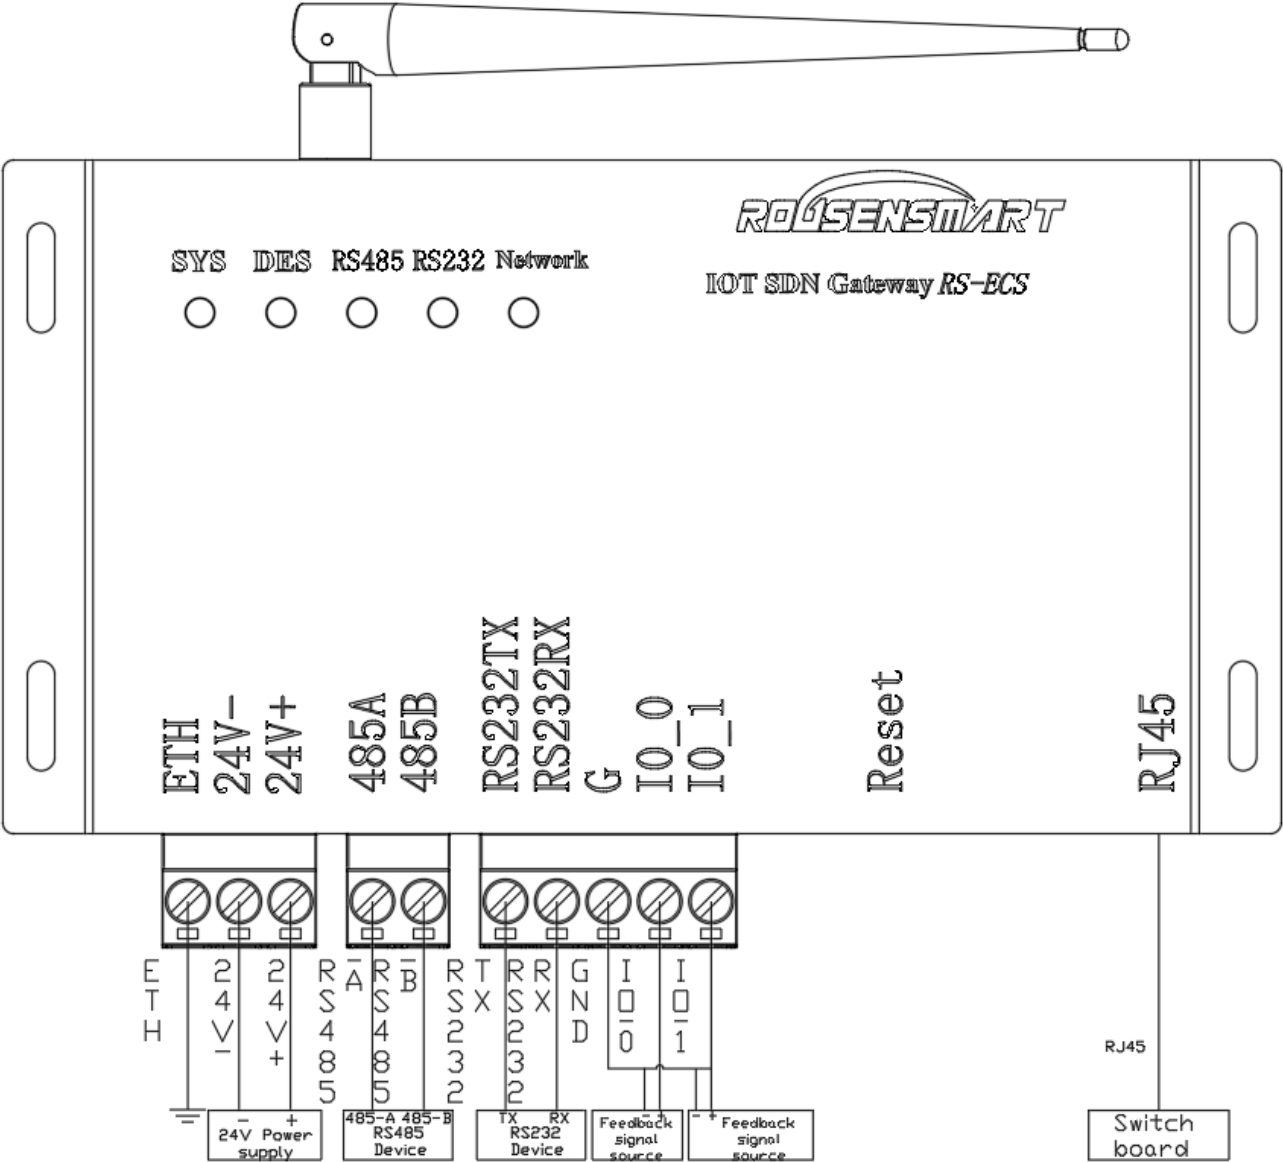 ROUSENSMART
SYS DES RS485 RS232 Network
IOT SDN Gateway RS-ECS
ETH
24V-
24V+
485A
485B
RS232TX
RS232RX
G
IO_0
IO_1
Reset
RJ45
ETH
24V-
24V+
RS485_A
RS485_B
RS232 TX
RS232 RX
GND
IO_0
IO_1
RJ45
- +
24V Power
supply
485-A 485-B
RS485
Device
TX RX
RS232
Device
- +
Feedback
signal
source
- +
Feedback
signal
source
Switch
board